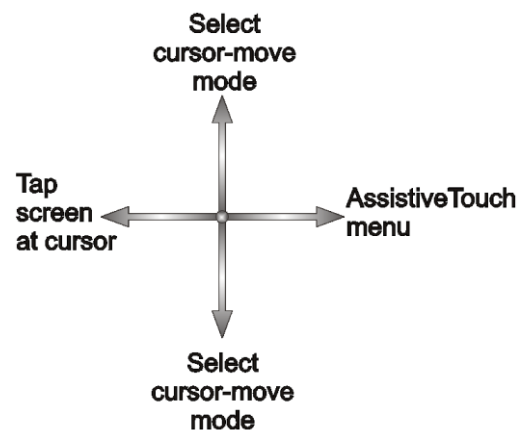 Select
cursor-move
mode
Tap
screen
at cursor
AssistiveTouch
menu
Select
cursor-move
mode